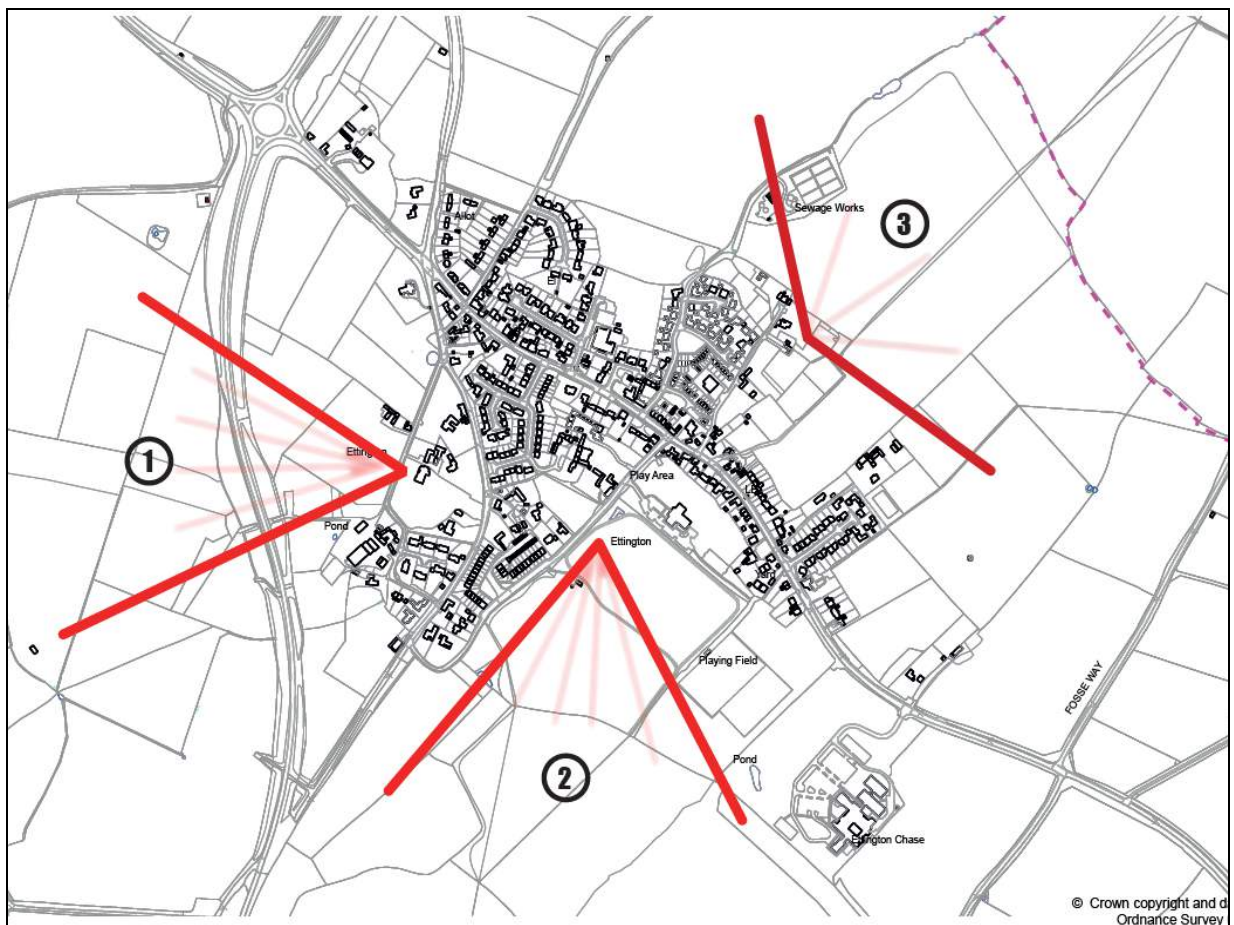 Allot
Sewage Works
3
Ettington
1
Play Area
Pond
Ettington
Playing Field
FOSSE WAY
Pond
2
Ettington Chase
© Crown copyright and d
Ordnance Survey